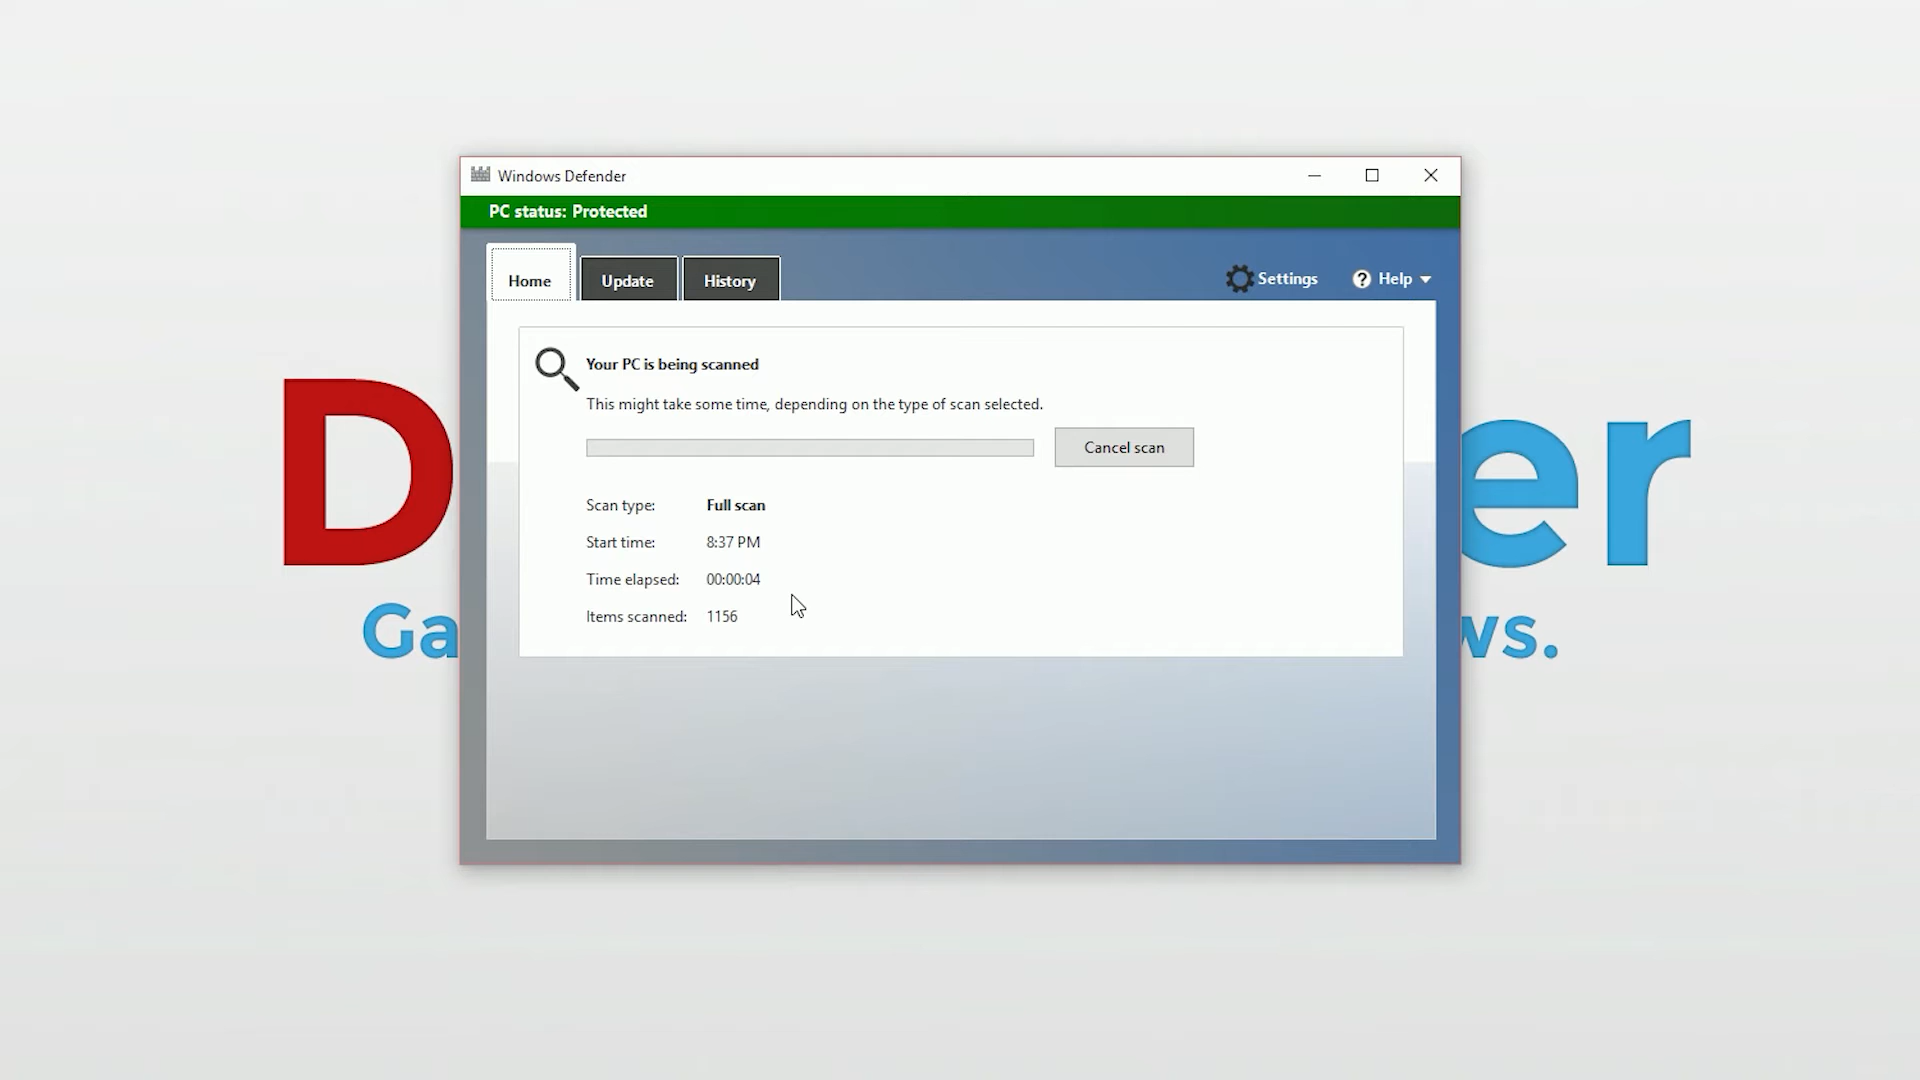 Windows Defender
PC status: Protected
Home Update History Settings Help
Your PC is being scanned
This might take some time, depending on the type of scan selected.
Cancel scan
Scan type: Full scan
Start time: 8:37 PM
Time elapsed: 00:00:04
Items scanned: 1156
D er
Ga ws.